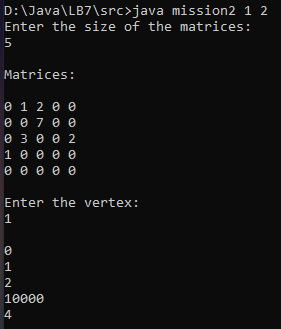 D:\Java\LB7\src>java mission2 1 2
Enter the size of the matrices:
5
Matrices:
0 1 2 0 0
0 0 7 0 0
0 3 0 0 2
1 0 0 0 0
0 0 0 0 0
Enter the vertex:
1
0
1
2
10000
4